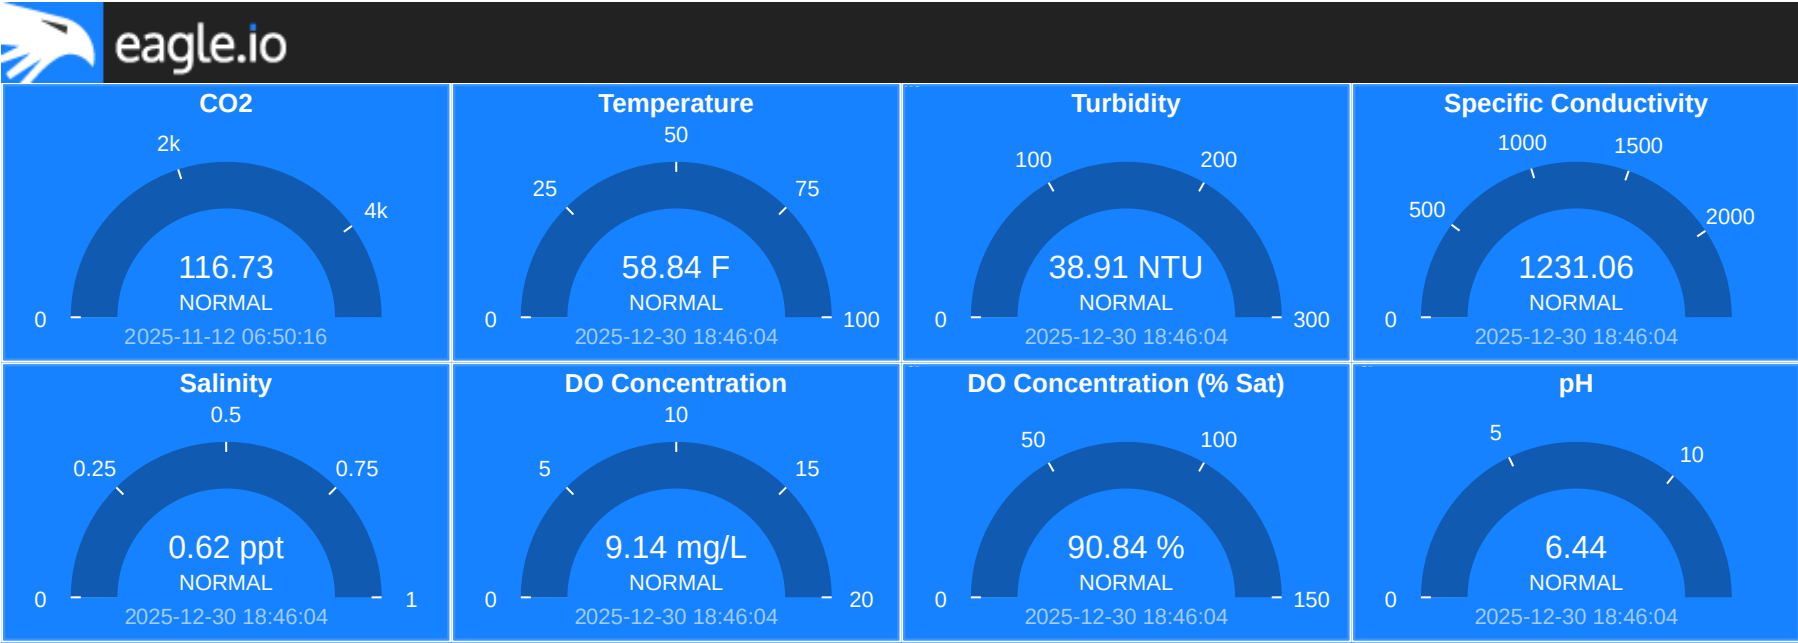 eagle.io
CO2
2k
4k
0
116.73
NORMAL
2025-11-12 06:50:16
Temperature
50
25
75
0
100
58.84 F
NORMAL
2025-12-30 18:46:04
Turbidity
100
200
0
300
38.91 NTU
NORMAL
2025-12-30 18:46:04
Specific Conductivity
1000
1500
500
2000
0
1231.06
NORMAL
2025-12-30 18:46:04
Salinity
0.5
0.25
0.75
0
1
0.62 ppt
NORMAL
2025-12-30 18:46:04
DO Concentration
10
5
15
0
20
9.14 mg/L
NORMAL
2025-12-30 18:46:04
DO Concentration (% Sat)
50
100
0
150
90.84 %
NORMAL
2025-12-30 18:46:04
pH
5
10
0
6.44
NORMAL
2025-12-30 18:46:04